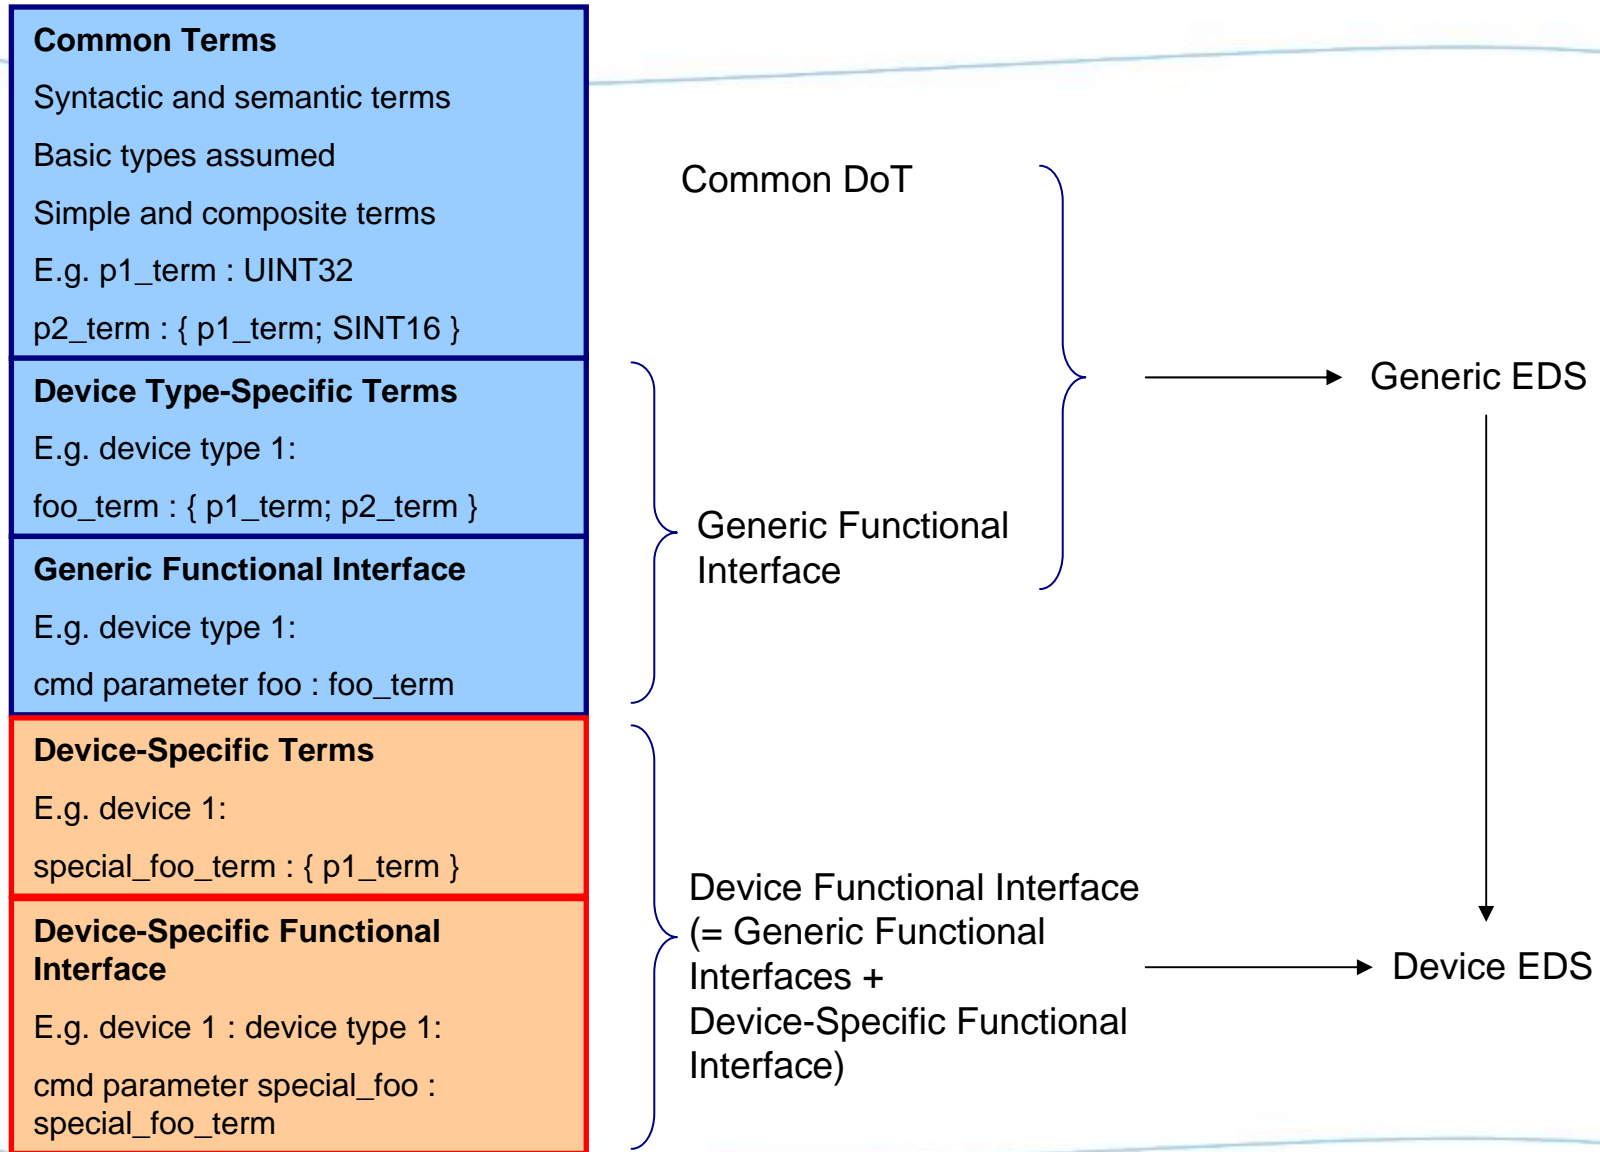 Common Terms
Syntactic and semantic terms
Basic types assumed
Simple and composite terms
E.g. p1_term : UINT32
p2_term : { p1_term; SINT16 }
Device Type-Specific Terms
E.g. device type 1:
foo_term : { p1_term; p2_term }
Generic Functional Interface
E.g. device type 1:
cmd parameter foo : foo_term
Device-Specific Terms
E.g. device 1:
special_foo_term : { p1_term }
Device-Specific Functional
Interface
E.g. device 1 : device type 1:
cmd parameter special_foo :
special_foo_term
Common DoT
Generic Functional
Interface
Device Functional Interface
(= Generic Functional
Interfaces +
Device-Specific Functional
Interface)
Generic EDS
Device EDS